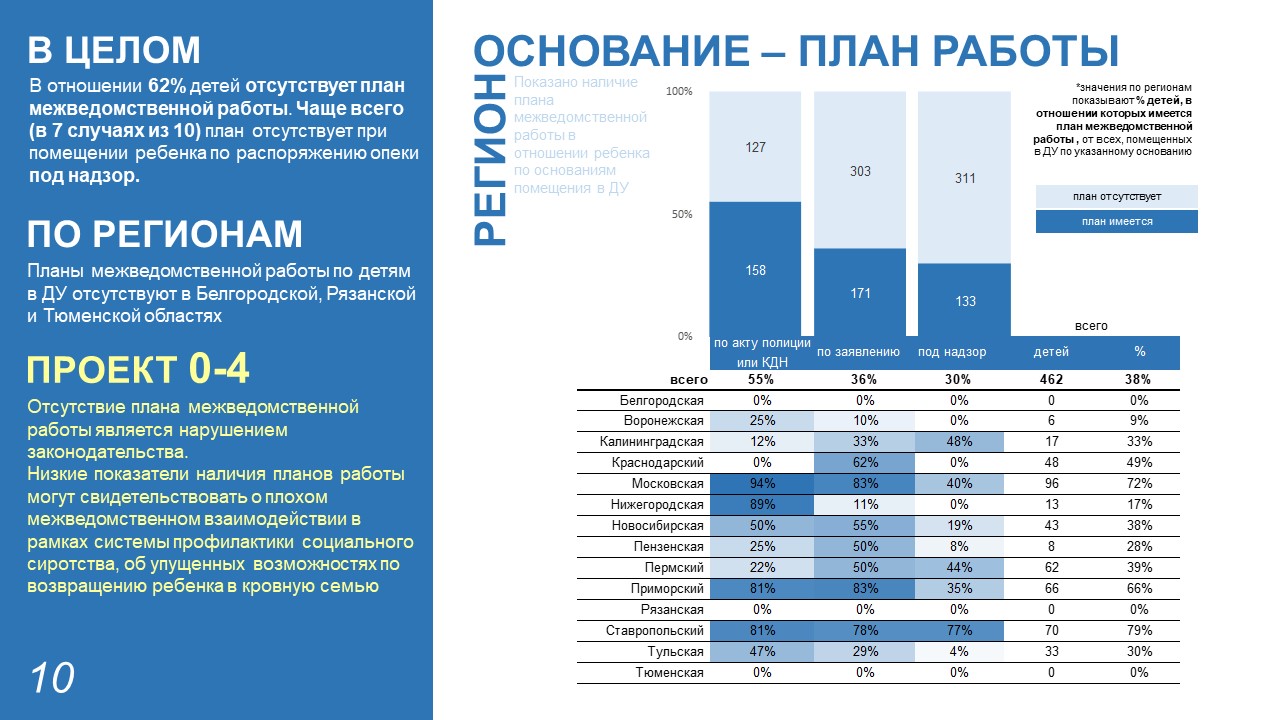 В ЦЕЛОМ
В отношении 62% детей отсутствует план
межведомственной работы. Чаще всего
(в 7 случаях из 10) план отсутствует при
помещении ребенка по распоряжению опеки
под надзор.
ПО РЕГИОНАМ
Планы межведомственной работы по детям
в ДУ отсутствуют в Белгородской, Рязанской
и Тюменской областях
ПРОЕКТ 0-4
Отсутствие плана межведомственной
работы является нарушением
законодательства.
Низкие показатели наличия планов работы
могут свидетельствовать о плохом
межведомственном взаимодействии в
рамках системы профилактики социального
сиротства, об упущенных возможностях по
возвращению ребенка в кровную семью
10
ОСНОВАНИЕ – ПЛАН РАБОТЫ
РЕГИОН
Показано наличие
плана
межведомственной
работы в
отношении ребенка
по основаниям
помещения в ДУ
100%
50%
0%
127
303
311
158
171
133
*значения по регионам
показывают % детей, в
отношении которых имеется
план межведомственной
работы, от всех, помещенных
в ДУ по указанному основанию
план отсутствует
план имеется
всего
по акту полиции
или КДН
по заявлению под надзор детей %
всего 55% 36% 30% 462 38%
Белгородская 0% 0% 0% 0 0%
Воронежская 25% 10% 0% 6 9%
Калининградская 12% 33% 48% 17 33%
Краснодарский 0% 62% 0% 48 49%
Московская 94% 83% 40% 96 72%
Нижегородская 89% 11% 0% 13 17%
Новосибирская 50% 55% 19% 43 38%
Пензенская 25% 50% 8% 8 28%
Пермский 22% 50% 44% 62 39%
Приморский 81% 83% 35% 66 66%
Рязанская 0% 0% 0% 0 0%
Ставропольский 81% 78% 77% 70 79%
Тульская 47% 29% 4% 33 30%
Тюменская 0% 0% 0% 0 0%